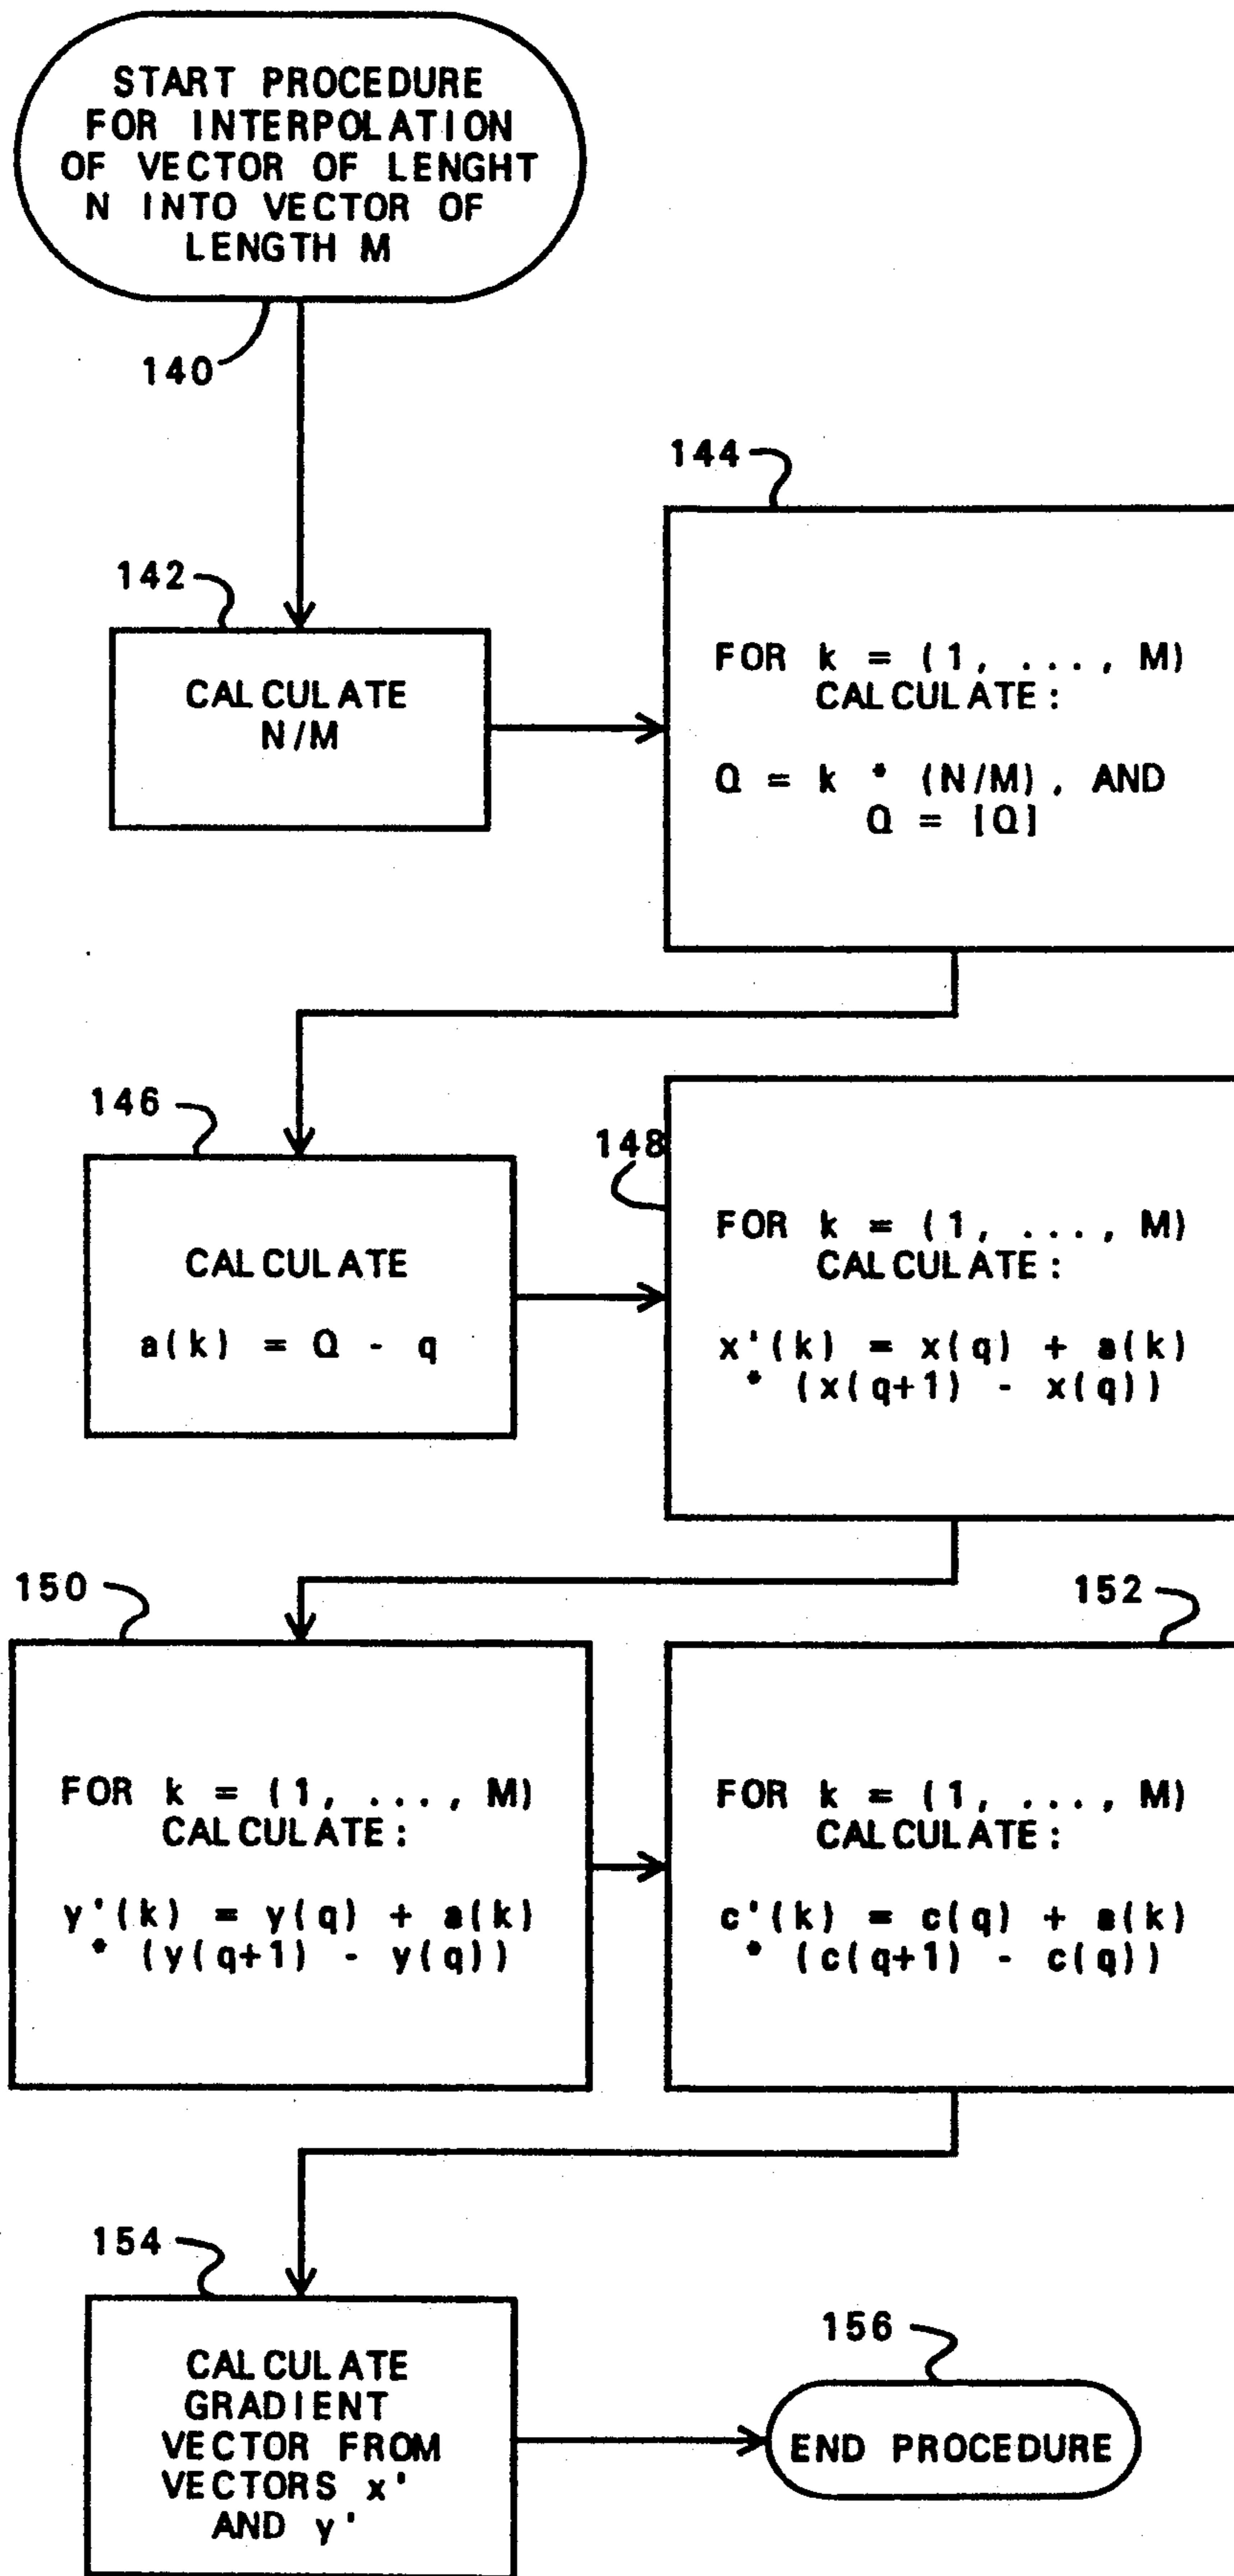 START PROCEDURE
FOR INTERPOLATION
OF VECTOR OF LENGHT
N INTO VECTOR OF
LENGTH M
140
142
CALCULATE
N/M
144
FOR k = (1, ..., M)
CALCULATE:
Q = k * (N/M), AND
Q = [Q]
146
CALCULATE
a(k) = Q - q
148
FOR k = (1, ..., M)
CALCULATE:
x'(k) = x(q) + a(k)
* (x(q+1) - x(q))
150
FOR k = (1, ..., M)
CALCULATE:
y'(k) = y(q) + a(k)
* (y(q+1) - y(q))
152
FOR k = (1, ..., M)
CALCULATE:
c'(k) = c(q) + a(k)
* (c(q+1) - c(q))
154
CALCULATE
GRADIENT
VECTOR FROM
VECTORS x'
AND y'
156
END PROCEDURE